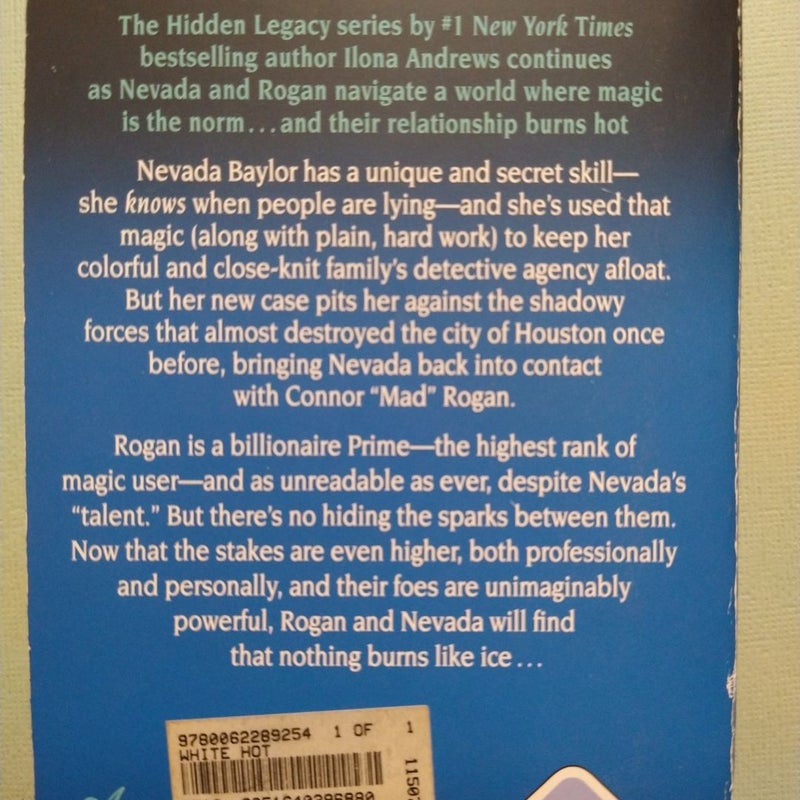 The Hidden Legacy series by #1 New York Times
bestselling author Ilona Andrews continues
as Nevada and Rogan navigate a world where magic
is the norm...and their relationship burns hot
Nevada Baylor has a unique and secret skill—
she knows when people are lying—and she's used that
magic (along with plain, hard work) to keep her
colorful and close-knit family's detective agency afloat.
But her new case pits her against the shadowy
forces that almost destroyed the city of Houston once
before, bringing Nevada back into contact
with Connor “Mad” Rogan.
Rogan is a billionaire Prime—the highest rank of
magic user—and as unreadable as ever, despite Nevada's
“talent.” But there's no hiding the sparks between them.
Now that the stakes are even higher, both professionally
and personally, and their foes are unimaginably
powerful, Rogan and Nevada will find
that nothing burns like ice...
9780062289254 1 OF 1
WHITE HOT